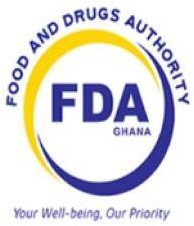 FOOD AND DRUGS AUTHORITY
FDA
GHANA
Your Well-being, Our Priority